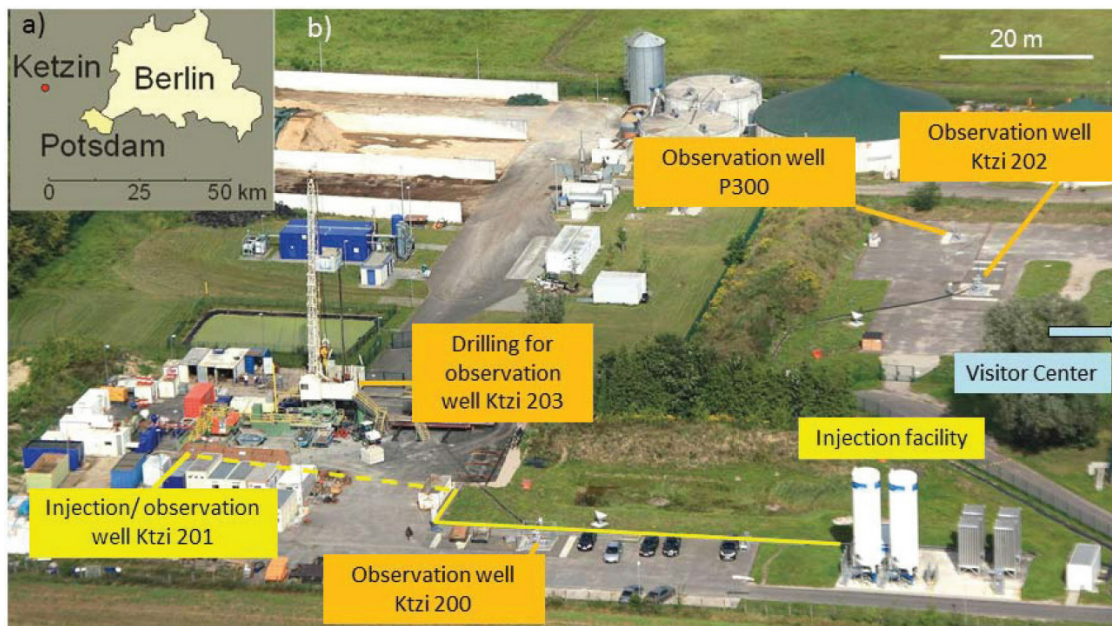 a)
Ketzin
Berlin
Potsdam
0 25 50 km
b)
20 m
Observation well
P300
Observation well
Ktzi 202
Drilling for
observation
well Ktzi 203
Visitor Center
Injection facility
Injection/ observation
well Ktzi 201
Observation well
Ktzi 200